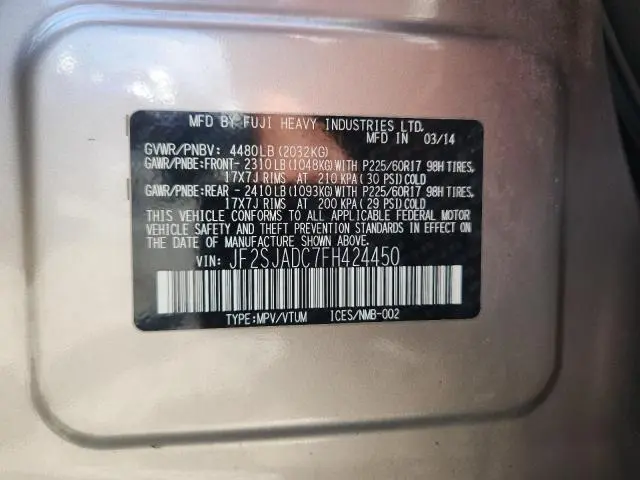 MFD BY FUJI HEAVY INDUSTRIES LTD.
MFD IN 03/14
GVWR/PNBV: 4480LB(2032KG)
GAWR/PNBE:FRONT- 2310LB(1048KG)WITH P225/60R17 98H TIRES,
17X7J RIMS AT 210 KPA( 30 PSI)COLD
GAWR/PNBE:REAR - 2410LB(1093KG)WITH P225/60R17 98H TIRES,
17X7J RIMS AT 200 KPA( 29 PSI)COLD
THIS VEHICLE CONFORMS TO ALL APPLICABLE FEDERAL MOTOR
VEHICLE SAFETY AND THEFT PREVENTION STANDARDS IN EFFECT
ON THE DATE OF MANUFACTURE SHOWN ABOVE.
VIN: JF2SJADC7FH424450
TYPE:MPV/VTUM ICES/NMB-002